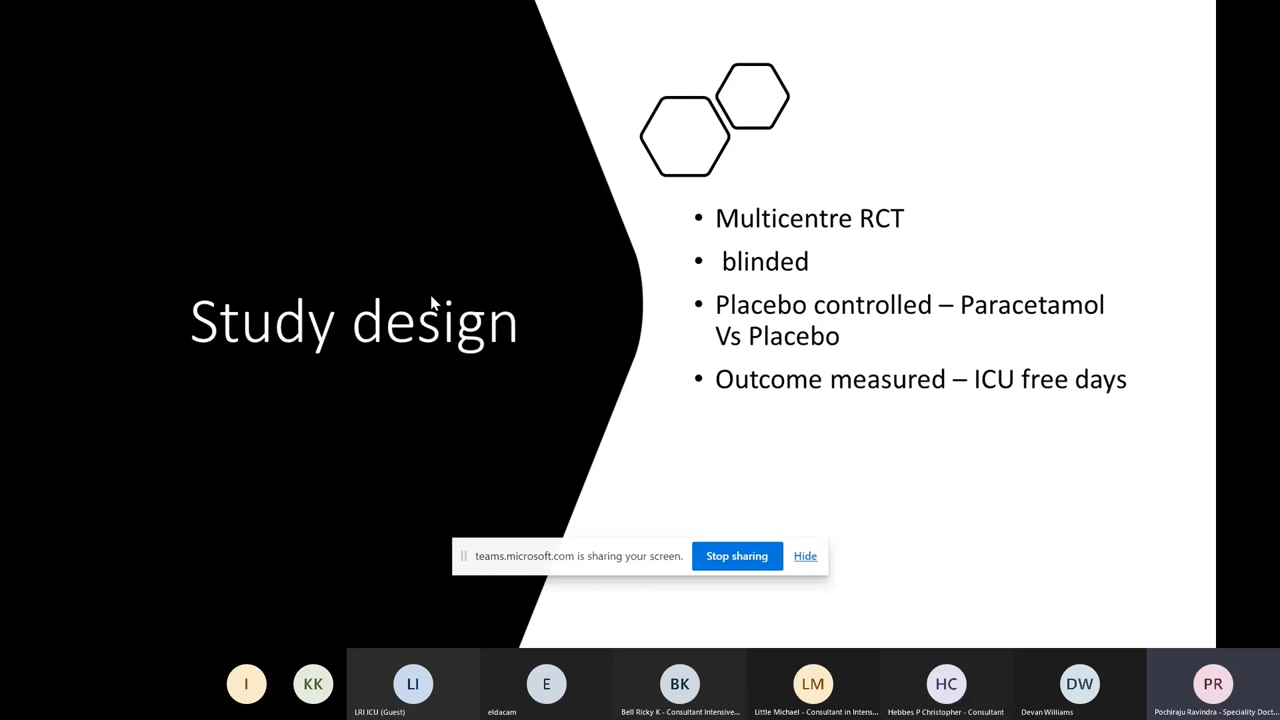 Study design
• Multicentre RCT
• blinded
• Placebo controlled – Paracetamol
Vs Placebo
• Outcome measured – ICU free days
teams.microsoft.com is sharing your screen.
Stop sharing
Hide
I
KK
LI
E
BK
LM
HC
DW
PR
LRI ICU (Guest)
eldacam
Bell Ricky K - Consultant Intensive...
Little Michael - Consultant in Intens...
Hebbes P Christopher - Consultant
Devan Williams
Pochiraju Ravindra - Speciality Doct...